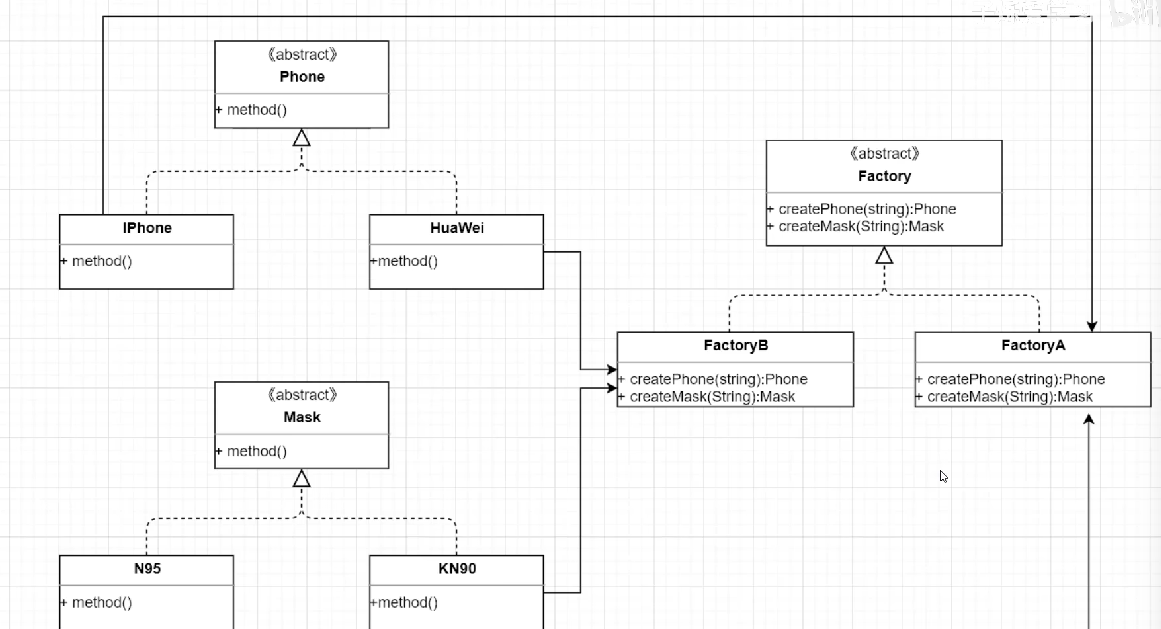 《abstract》
Phone
+ method()
IPhone
+ method()
HuaWei
+method()
《abstract》
Factory
+ createPhone(string):Phone
+ createMask(String):Mask
FactoryB
+ createPhone(string):Phone
+ createMask(String):Mask
FactoryA
+ createPhone(string):Phone
+ createMask(String):Mask
《abstract》
Mask
+ method()
N95
+ method()
KN90
+method()